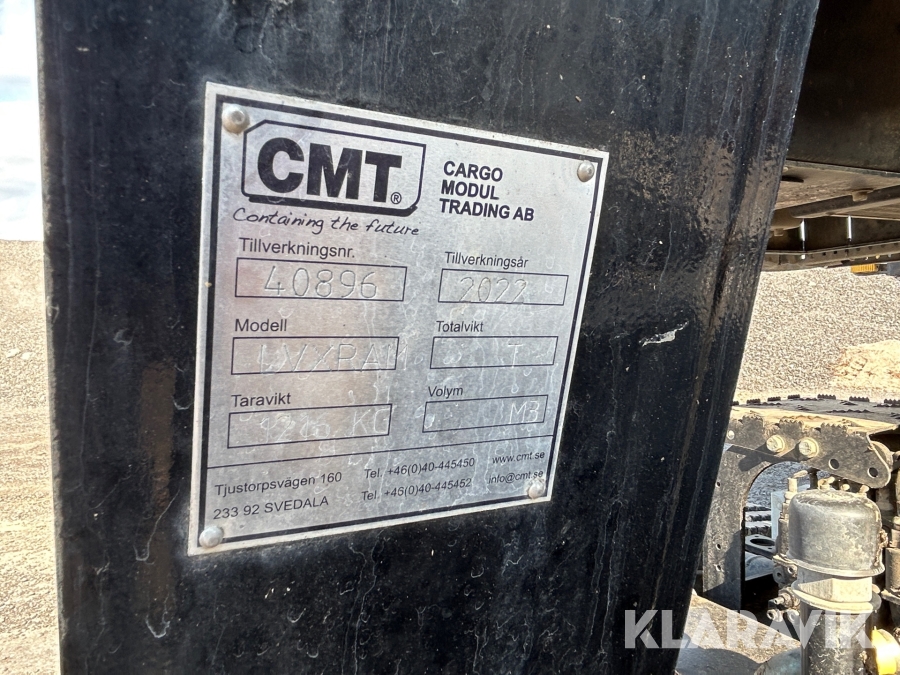 CMT®
Containing the future
CARGO
MODUL
TRADING AB
Tillverkningsnr.
40896
Tillverkningsår
2022
Modell
Totalvikt
T
Taravikt
KG
Volym
M3
Tjustorpsvägen 160
233 92 SVEDALA
Tel. +46(0)40-445450
Tel. +46(0)40-445452
www.cmt.se
info@cmt.se
KLARAVIK